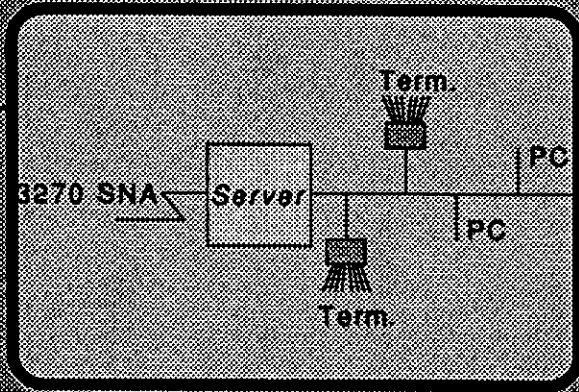 Term.
PC
3270 SNA
Server
PC
Term.